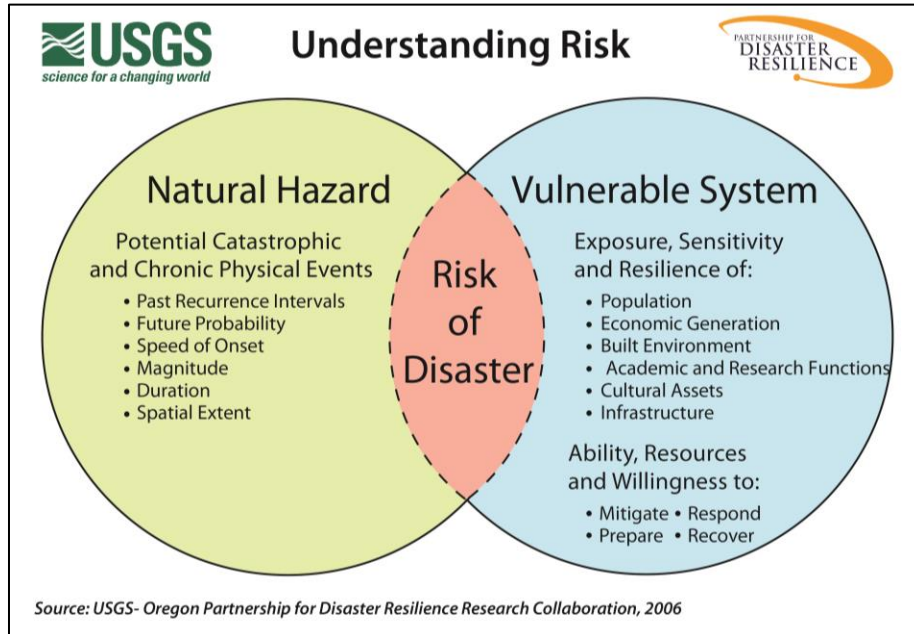 USGS
science for a changing world
Understanding Risk
PARTNERSHIP FOR
DISASTER
RESILIENCE
Natural Hazard
Potential Catastrophic
and Chronic Physical Events
• Past Recurrence Intervals
• Future Probability
• Speed of Onset
• Magnitude
• Duration
• Spatial Extent
Risk
of
Disaster
Vulnerable System
Exposure, Sensitivity
and Resilience of:
• Population
• Economic Generation
• Built Environment
• Academic and Research Functions
• Cultural Assets
• Infrastructure
Ability, Resources
and Willingness to:
• Mitigate • Respond
• Prepare • Recover
Source: USGS- Oregon Partnership for Disaster Resilience Research Collaboration, 2006